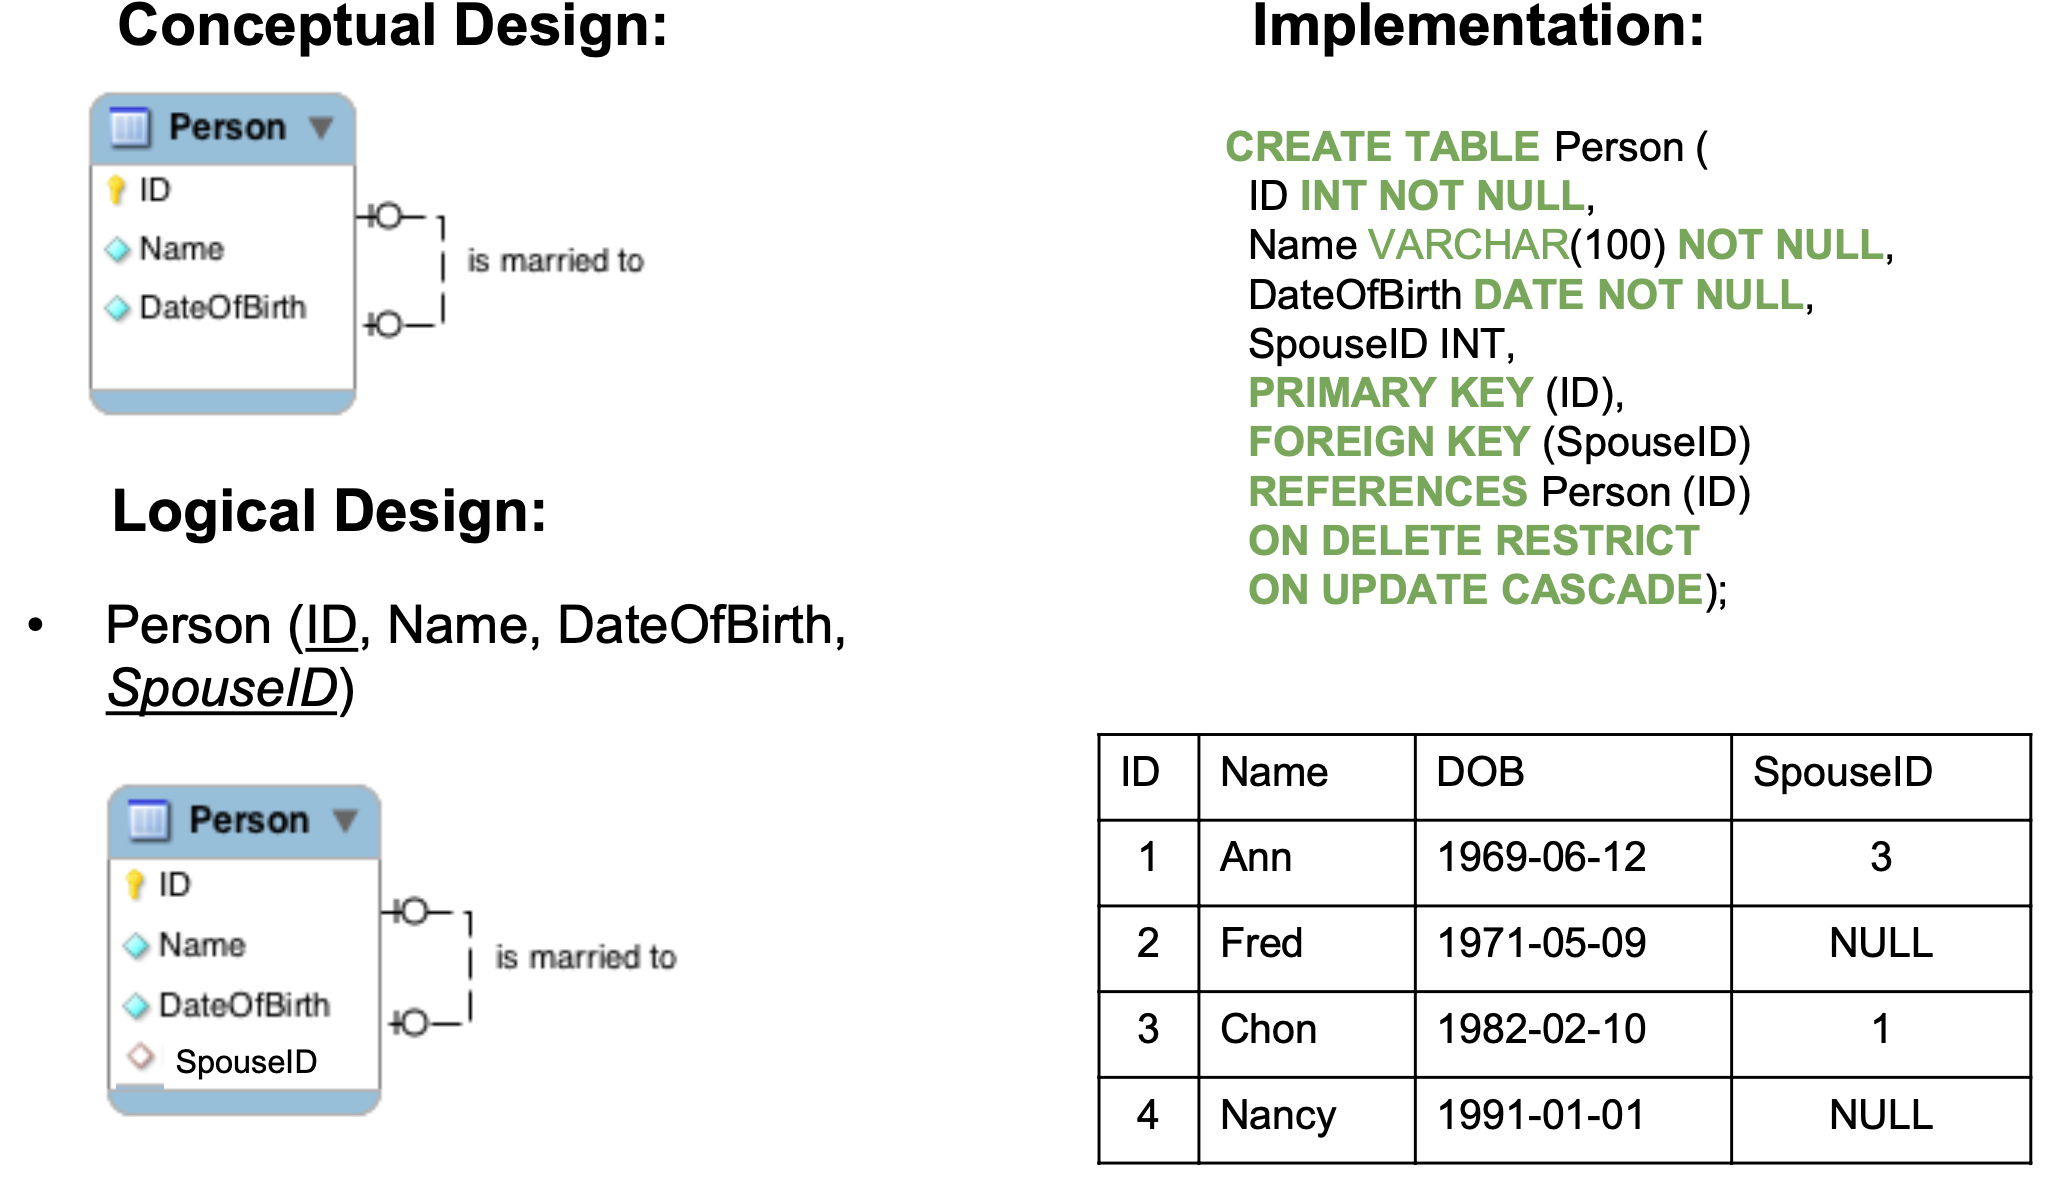 Conceptual Design:
Person
ID
Name
DateOfBirth
is married to
Logical Design:
• Person (ID, Name, DateOfBirth,
SpouseID)
Person
ID
Name
DateOfBirth
SpouseID
is married to
Implementation:
CREATE TABLE Person (
ID INT NOT NULL,
Name VARCHAR(100) NOT NULL,
DateOfBirth DATE NOT NULL,
SpouseID INT,
PRIMARY KEY (ID),
FOREIGN KEY (SpouseID)
REFERENCES Person (ID)
ON DELETE RESTRICT
ON UPDATE CASCADE);
ID Name DOB SpouseID
1 Ann 1969-06-12 3
2 Fred 1971-05-09 NULL
3 Chon 1982-02-10 1
4 Nancy 1991-01-01 NULL